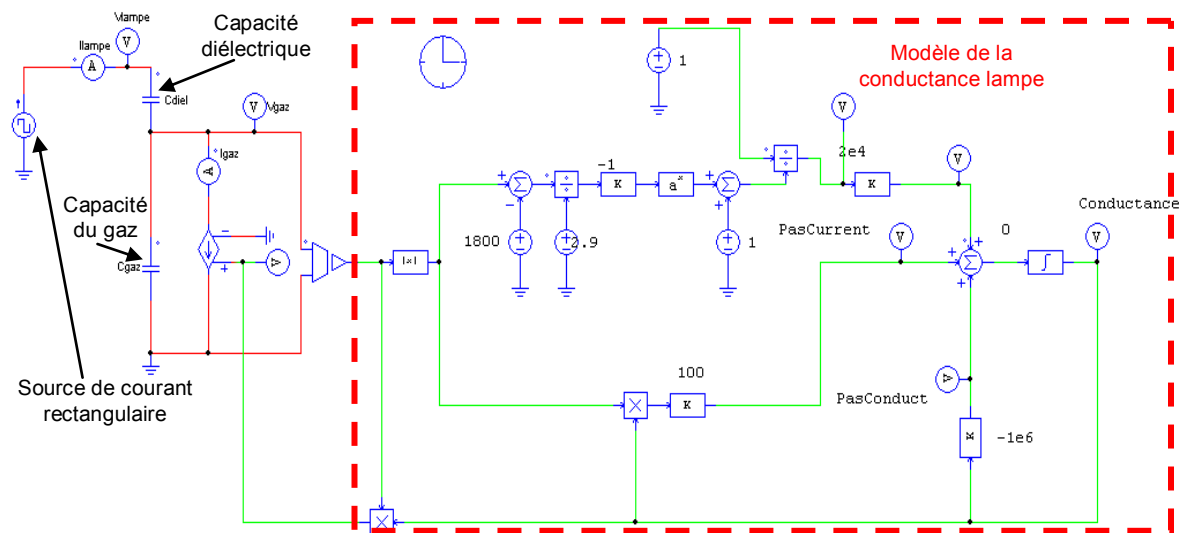 Vlampe
V
Ilampe
A
Capacité
diélectrique
Cdiel
V
Vgaz
Igaz
A
Capacité
du gaz
Cgaz
V
Source de courant
rectangulaire
1
Modèle de la
conductance lampe
V
2e4
K
V
-1
K
a^x
1800
2.9
1
|x|
PasCurrent
V
0
Conductance
V
Σ
Σ
Σ
∫
100
K
V
PasConduct
K
-1e6